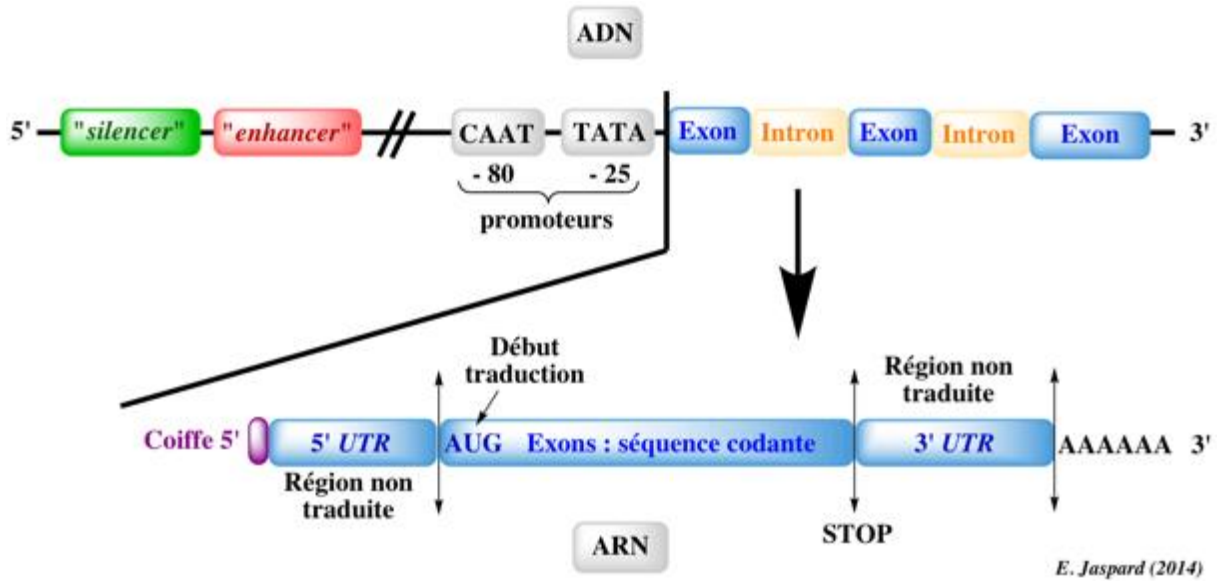 ADN
5' "silencer" "enhancer" CAAT TATA Exon Intron Exon Intron Exon 3'
- 80 - 25
promoteurs
Début
traduction
Région non
traduite
Coiffe 5' 5' UTR AUG Exons : séquence codante 3' UTR AAAAAA 3'
Région non
traduite
STOP
ARN
E. Jaspard (2014)